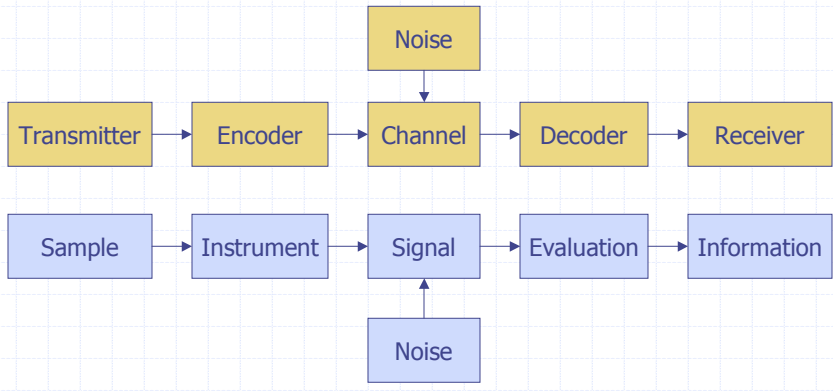 Noise
Transmitter Encoder Channel Decoder Receiver
Sample Instrument Signal Evaluation Information
Noise